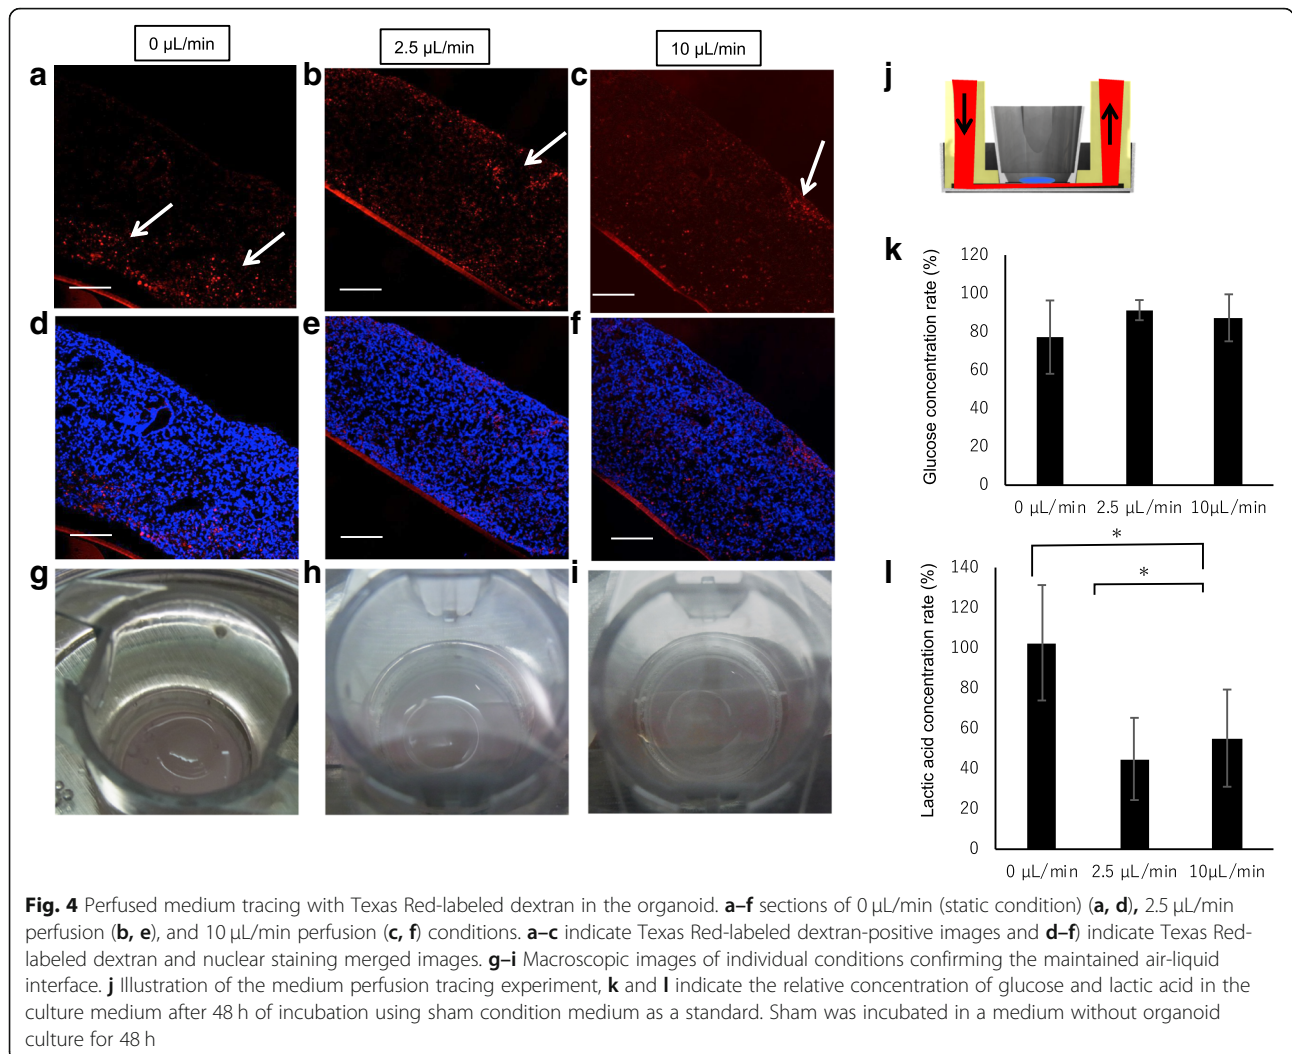 0 µL/min
2.5 µL/min
10 µL/min
a
b
c
d
e
f
g
h
i
j
k
Glucose concentration rate (%)
120
100
80
60
40
20
0
0 µL/min 2.5 µL/min 10µL/min
l
Lactic acid concentration rate (%)
*
*
140
120
100
80
60
40
20
0
0 µL/min 2.5 µL/min 10µL/min
Fig. 4 Perfused medium tracing with Texas Red-labeled dextran in the organoid. a–f sections of 0 µL/min (static condition) (a, d), 2.5 µL/min
perfusion (b, e), and 10 µL/min perfusion (c, f) conditions. a–c indicate Texas Red-labeled dextran-positive images and d–f) indicate Texas Red-
labeled dextran and nuclear staining merged images. g–i Macroscopic images of individual conditions confirming the maintained air-liquid
interface. j Illustration of the medium perfusion tracing experiment, k and l indicate the relative concentration of glucose and lactic acid in the
culture medium after 48 h of incubation using sham condition medium as a standard. Sham was incubated in a medium without organoid
culture for 48 h